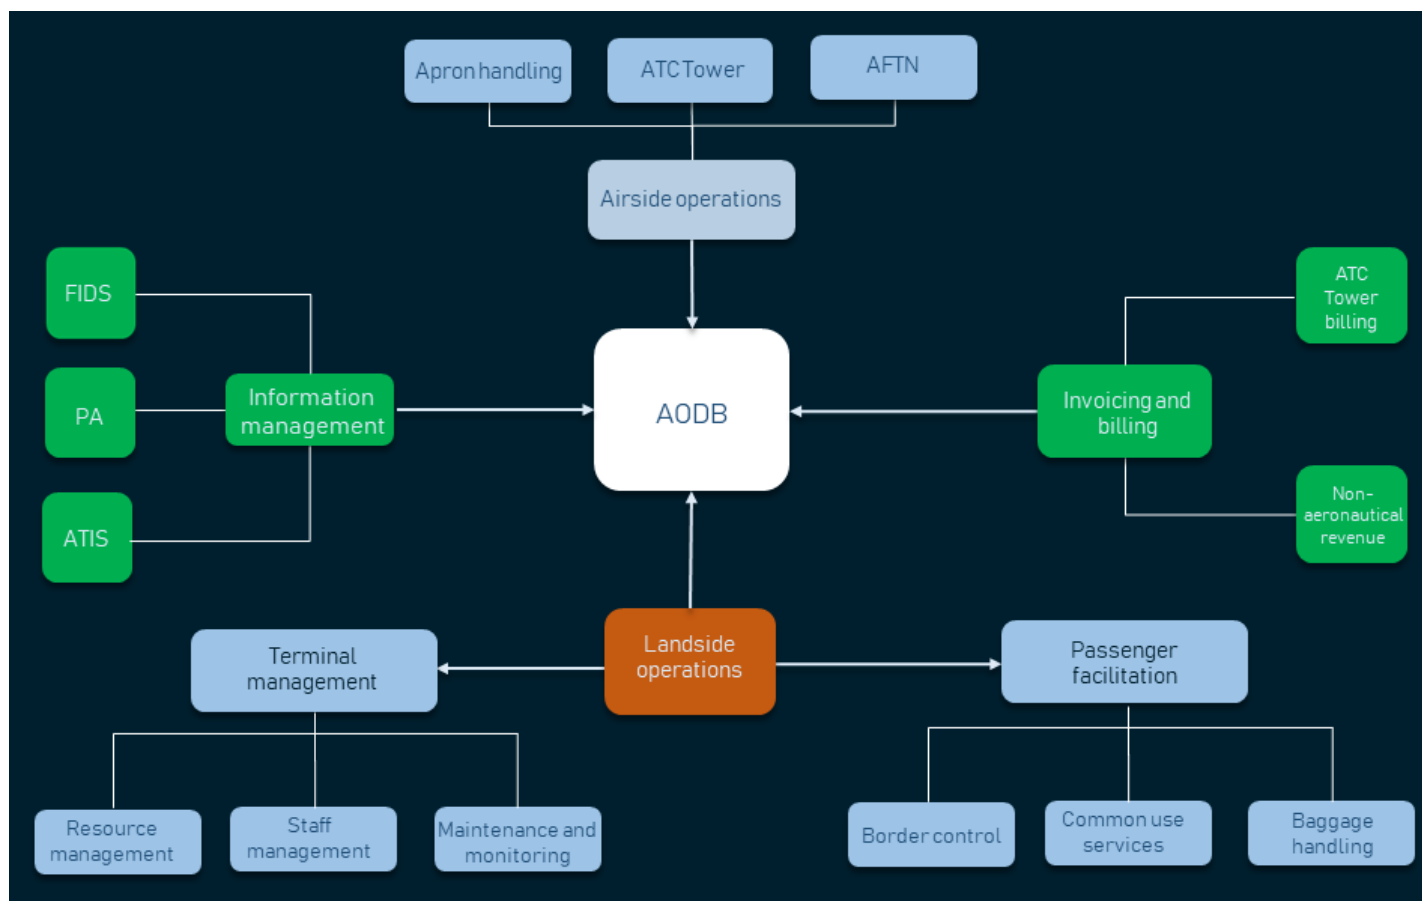 Apron handling
ATC Tower
AFTN
Airside operations
FIDS
ATC
Tower
billing
Information
management
PA
AODB
Invoicing and
billing
ATIS
Non-
aeronautical
revenue
Landside
operations
Terminal
management
Passenger
facilitation
Resource
management
Staff
management
Maintenance and
monitoring
Border control
Common use
services
Baggage
handling